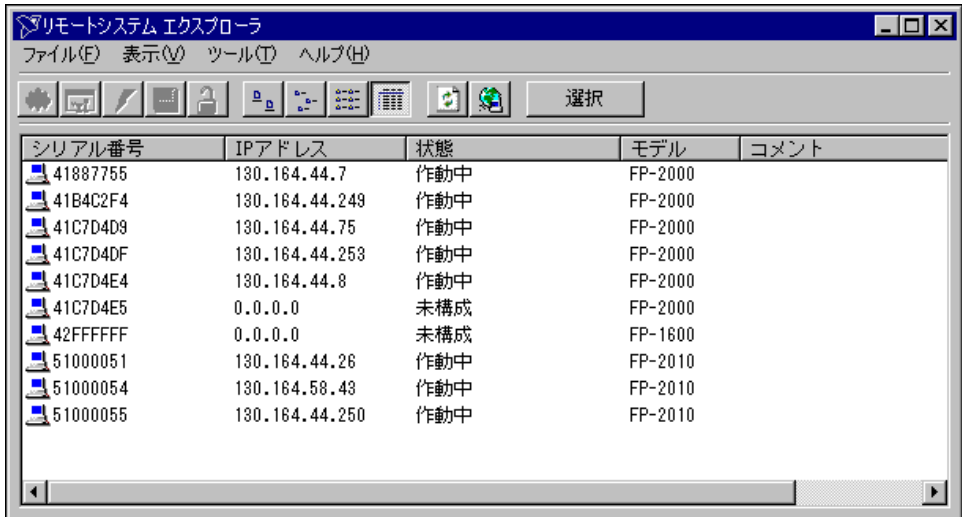 リモートシステム エクスプローラ
ファイル(F) 表示(V) ツール(T) ヘルプ(H)
選択
シリアル番号 IPアドレス 状態 モデル コメント
41887755 130.164.44.7 作動中 FP-2000
41B4C2F4 130.164.44.249 作動中 FP-2000
41C7D4D9 130.164.44.75 作動中 FP-2000
41C7D4DF 130.164.44.253 作動中 FP-2000
41C7D4E4 130.164.44.8 作動中 FP-2000
41C7D4E5 0.0.0.0 未構成 FP-2000
42FFFFFF 0.0.0.0 未構成 FP-1600
51000051 130.164.44.26 作動中 FP-2010
51000054 130.164.58.43 作動中 FP-2010
51000055 130.164.44.250 作動中 FP-2010